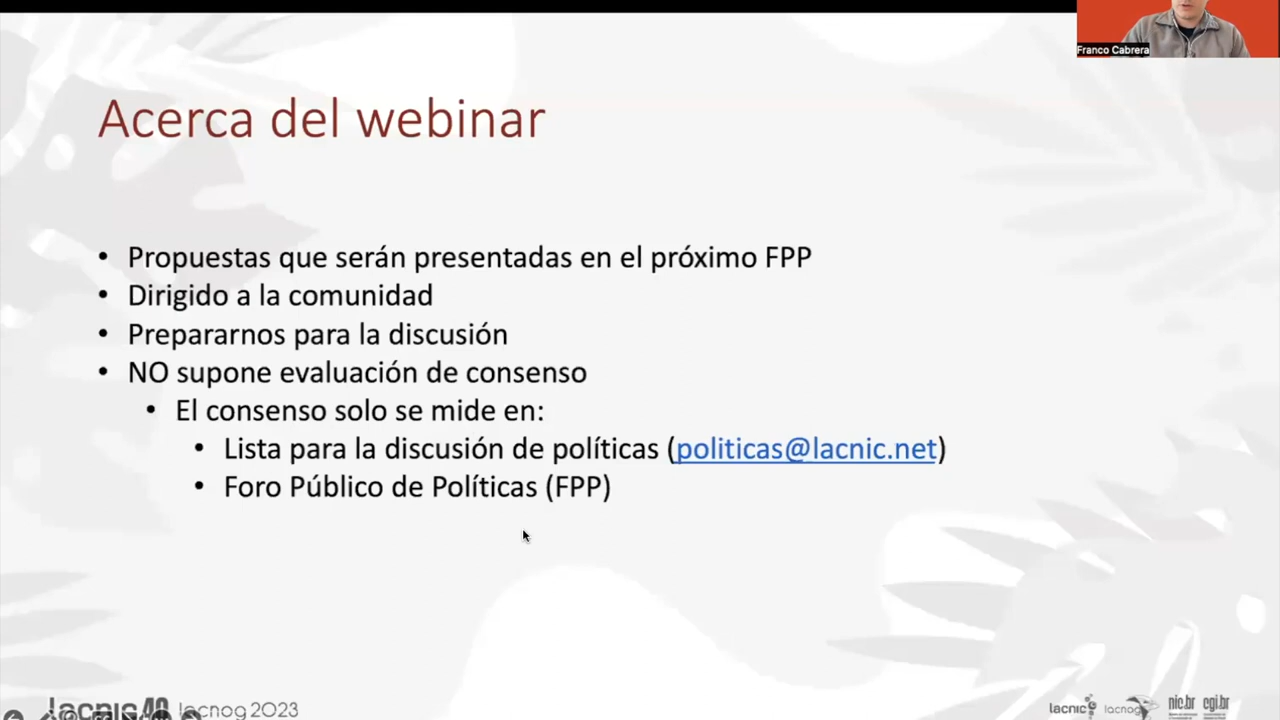 Franco Cabrera
Acerca del webinar
• Propuestas que serán presentadas en el próximo FPP
• Dirigido a la comunidad
• Prepararnos para la discusión
• NO supone evaluación de consenso
• El consenso solo se mide en:
• Lista para la discusión de políticas (politicas@lacnic.net)
• Foro Público de Políticas (FPP)
lacnic40 lacnog 2023
lacnic lacnog nic.br cgi.br